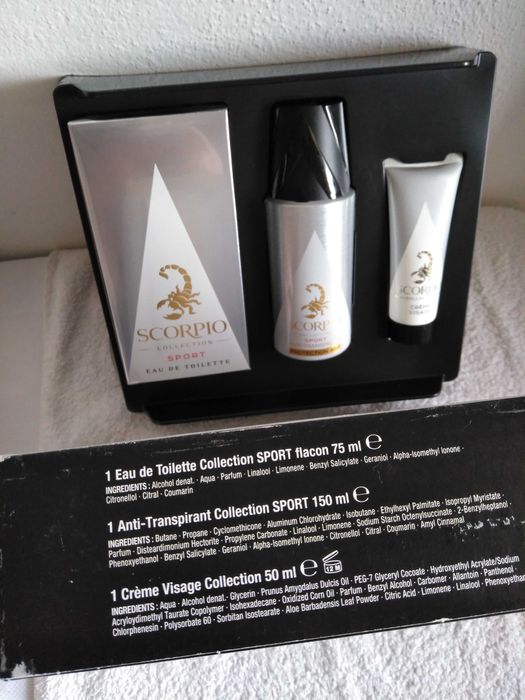 SCORPIO
COLLECTION
SPORT
EAU DE TOILETTE
SCORPIO
SPORT
PROTECTION
SCORPIO
CRÈME
VISAGE
1 Eau de Toilette Collection SPORT flacon 75 ml ℮
INGREDIENTS : Alcohol denat. · Aqua · Parfum · Linalool · Limonene · Benzyl Salicylate · Geraniol · Alpha-Isomethyl Ionone ·
Citronellol · Citral · Coumarin
1 Anti-Transpirant Collection SPORT 150 ml ℮
INGREDIENTS : Butane · Propane · Cyclomethicone · Aluminum Chlorohydrate · Isobutane · Ethylhexyl Palmitate · Isopropyl Myristate ·
Parfum · Disteardimonium Hectorite · Propylene Carbonate · Linalool · Limonene · Sodium Starch Octenylsuccinate · 2-Benzylheptanol ·
Phenoxyethanol · Benzyl Salicylate · Geraniol · Alpha-Isomethyl Ionone · Citronellol · Citral · Coumarin · Amyl Cinnamal
1 Crème Visage Collection 50 ml ℮ 12 M
INGREDIENTS : Aqua · Alcohol denat. · Glycerin · Prunus Amygdalus Dulcis Oil · PEG-7 Glyceryl Cocoate · Hydroxyethyl Acrylate/Sodium
Acryloyldimethyl Taurate Copolymer · Isohexadecane · Oxidized Corn Oil · Parfum · Benzyl Alcohol · Carbomer · Allantoin · Panthenol ·
Chlorphenesin · Polysorbate 60 · Sorbitan Isostearate · Aloe Barbadensis Leaf Powder · Citric Acid · Limonene · Linalool · Phenoxyethan